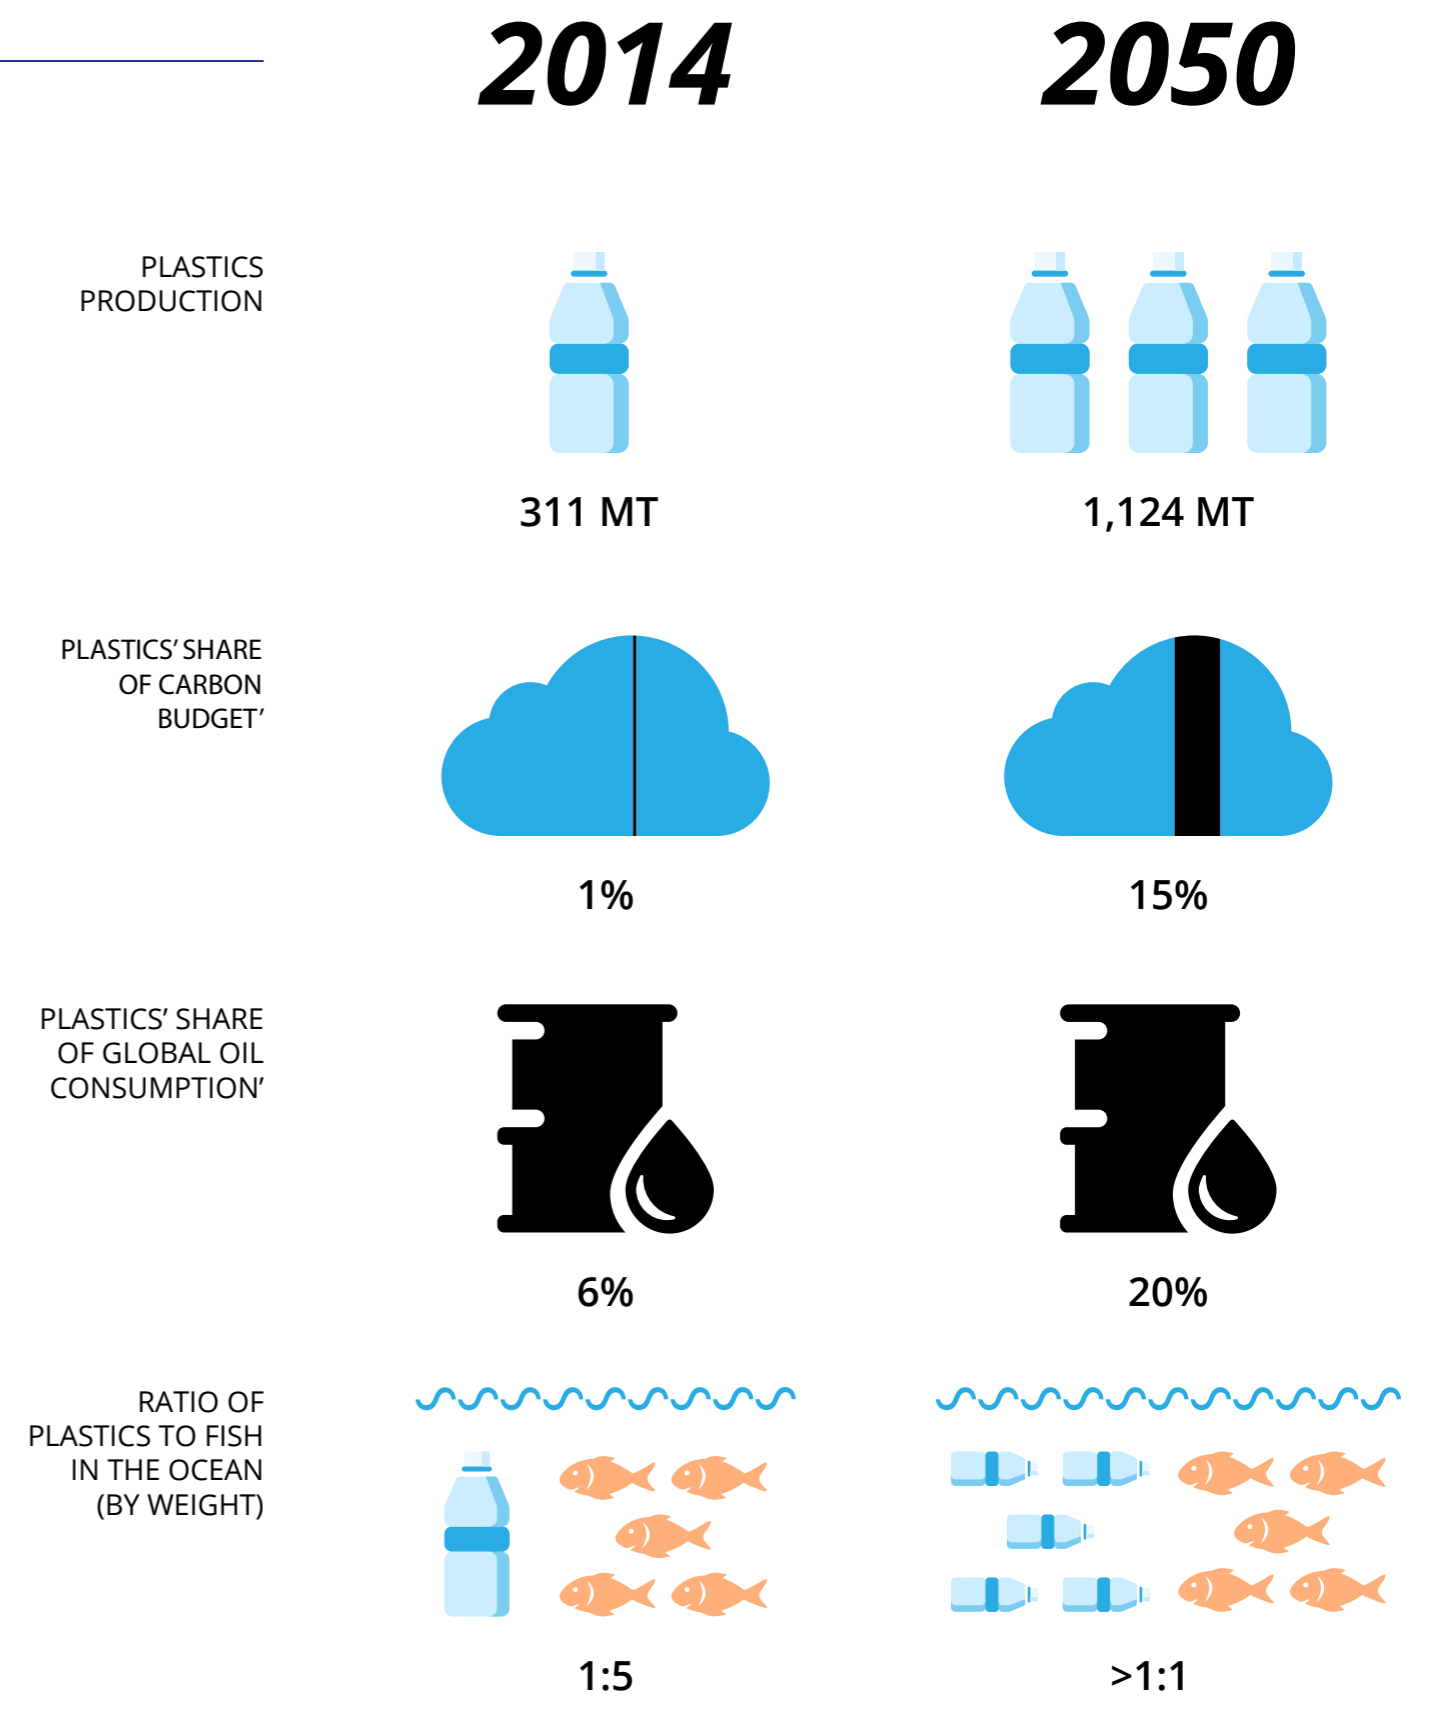 2014
2050
PLASTICS
PRODUCTION
311 MT
1,124 MT
PLASTICS’ SHARE
OF CARBON
BUDGET’
1%
15%
PLASTICS’ SHARE
OF GLOBAL OIL
CONSUMPTION’
6%
20%
RATIO OF
PLASTICS TO FISH
IN THE OCEAN
(BY WEIGHT)
1:5
>1:1